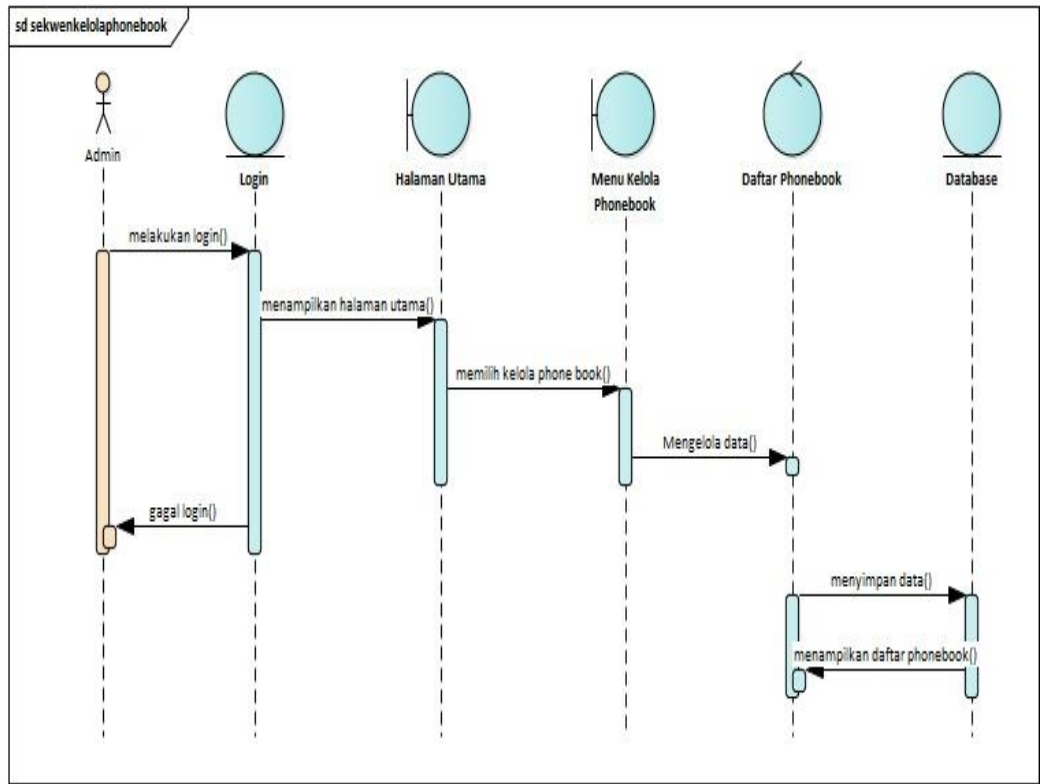 sd sekwenkelolaphonebook
Admin
Login
Halaman Utama
Menu Kelola
Phonebook
Daftar Phonebook
Database
melakukan login()
menampilkan halaman utama()
memilih kelola phone book()
Mengelola data()
gagal login()
menyimpan data()
menampilkan daftar phonebook()